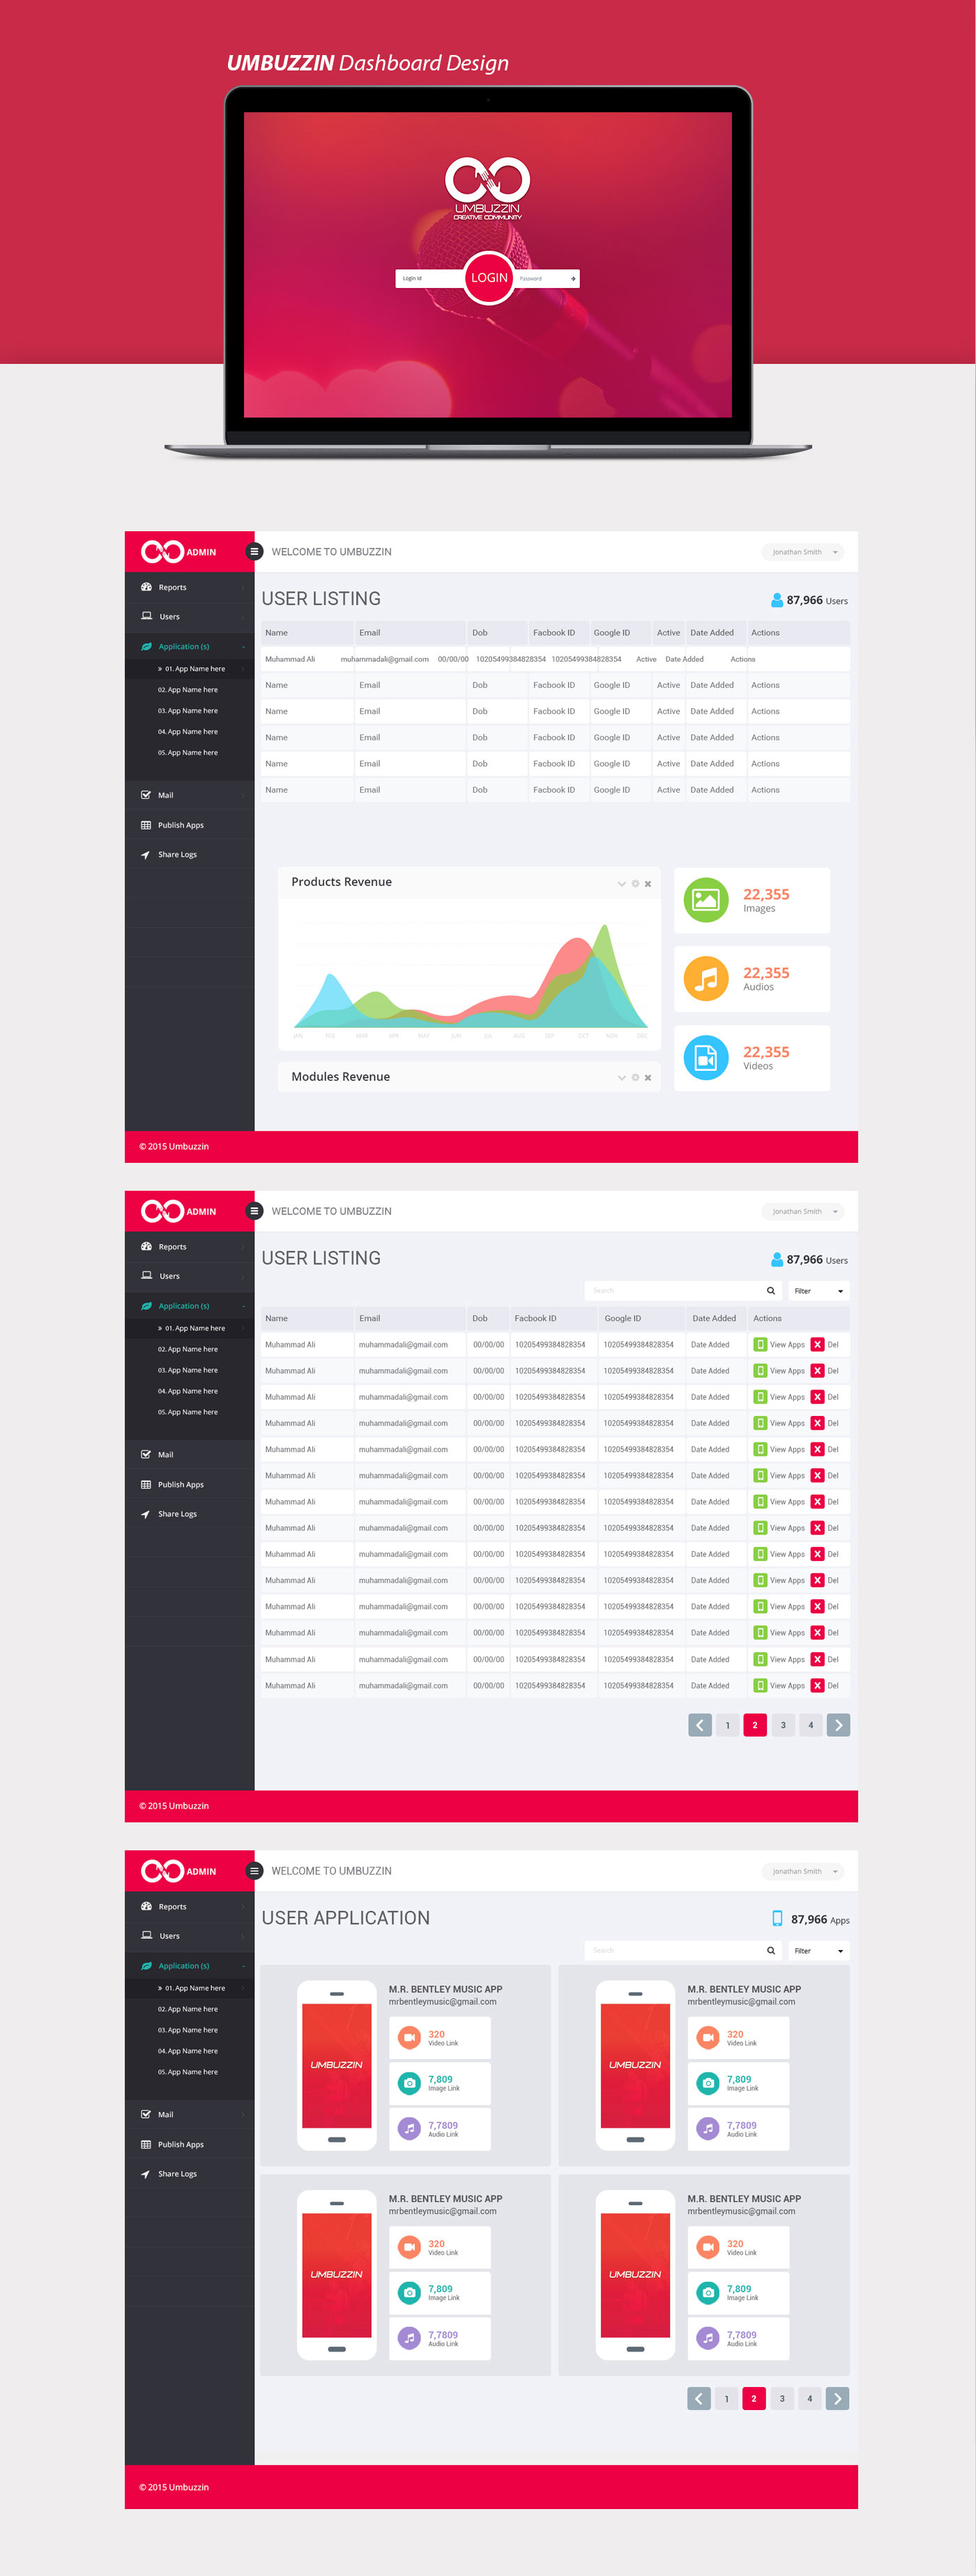 UMBUZZIN Dashboard Design
UMBUZZIN
CREATIVE COMMUNITY
Login Id LOGIN Password
ADMIN WELCOME TO UMBUZZIN Jonathan Smith
Reports
Users
Application (s)
01. App Name here
02. App Name here
03. App Name here
04. App Name here
05. App Name here
Mail
Publish Apps
Share Logs
USER LISTING 87,966 Users
Name Email Dob Facbook ID Google ID Active Date Added Actions
Muhammad Ali muhammadali@gmail.com 00/00/00 10205499384828354 10205499384828354 Active Date Added Actions
Name Email Dob Facbook ID Google ID Active Date Added Actions
Name Email Dob Facbook ID Google ID Active Date Added Actions
Name Email Dob Facbook ID Google ID Active Date Added Actions
Name Email Dob Facbook ID Google ID Active Date Added Actions
Name Email Dob Facbook ID Google ID Active Date Added Actions
Products Revenue
JAN FEB MAR APR MAY JUN JUL AUG SEP OCT NOV DEC
Modules Revenue
22,355
Images
22,355
Audios
22,355
Videos
© 2015 Umbuzzin
ADMIN WELCOME TO UMBUZZIN Jonathan Smith
Reports
Users
Application (s)
01. App Name here
02. App Name here
03. App Name here
04. App Name here
05. App Name here
Mail
Publish Apps
Share Logs
USER LISTING 87,966 Users
Search Filter
Name Email Dob Facbook ID Google ID Date Added Actions
Muhammad Ali muhammadali@gmail.com 00/00/00 10205499384828354 10205499384828354 Date Added View Apps X Del
Muhammad Ali muhammadali@gmail.com 00/00/00 10205499384828354 10205499384828354 Date Added View Apps X Del
Muhammad Ali muhammadali@gmail.com 00/00/00 10205499384828354 10205499384828354 Date Added View Apps X Del
Muhammad Ali muhammadali@gmail.com 00/00/00 10205499384828354 10205499384828354 Date Added View Apps X Del
Muhammad Ali muhammadali@gmail.com 00/00/00 10205499384828354 10205499384828354 Date Added View Apps X Del
Muhammad Ali muhammadali@gmail.com 00/00/00 10205499384828354 10205499384828354 Date Added View Apps X Del
Muhammad Ali muhammadali@gmail.com 00/00/00 10205499384828354 10205499384828354 Date Added View Apps X Del
Muhammad Ali muhammadali@gmail.com 00/00/00 10205499384828354 10205499384828354 Date Added View Apps X Del
Muhammad Ali muhammadali@gmail.com 00/00/00 10205499384828354 10205499384828354 Date Added View Apps X Del
Muhammad Ali muhammadali@gmail.com 00/00/00 10205499384828354 10205499384828354 Date Added View Apps X Del
Muhammad Ali muhammadali@gmail.com 00/00/00 10205499384828354 10205499384828354 Date Added View Apps X Del
Muhammad Ali muhammadali@gmail.com 00/00/00 10205499384828354 10205499384828354 Date Added View Apps X Del
Muhammad Ali muhammadali@gmail.com 00/00/00 10205499384828354 10205499384828354 Date Added View Apps X Del
Muhammad Ali muhammadali@gmail.com 00/00/00 10205499384828354 10205499384828354 Date Added View Apps X Del
1 2 3 4
© 2015 Umbuzzin
ADMIN WELCOME TO UMBUZZIN Jonathan Smith
Reports
Users
Application (s)
01. App Name here
02. App Name here
03. App Name here
04. App Name here
05. App Name here
Mail
Publish Apps
Share Logs
USER APPLICATION 87,966 Apps
Search Filter
UMBUZZIN
M.R. BENTLEY MUSIC APP
mrbentleymusic@gmail.com
320
Video Link
7,809
Image Link
7,7809
Audio Link
UMBUZZIN
M.R. BENTLEY MUSIC APP
mrbentleymusic@gmail.com
320
Video Link
7,809
Image Link
7,7809
Audio Link
UMBUZZIN
M.R. BENTLEY MUSIC APP
mrbentleymusic@gmail.com
320
Video Link
7,809
Image Link
7,7809
Audio Link
UMBUZZIN
M.R. BENTLEY MUSIC APP
mrbentleymusic@gmail.com
320
Video Link
7,809
Image Link
7,7809
Audio Link
1 2 3 4
© 2015 Umbuzzin